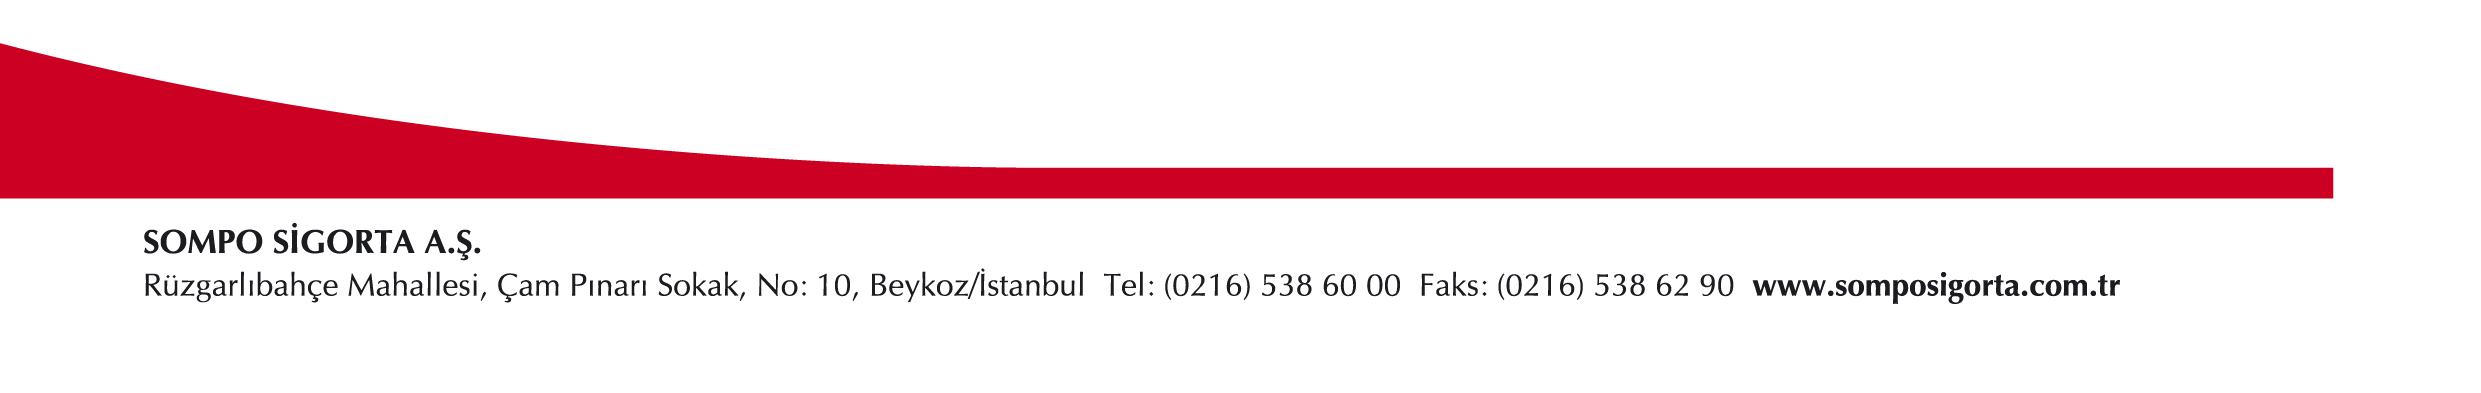 SOMPO SİGORTA A.Ş.
Rüzgarlıbahçe Mahallesi, Çam Pınarı Sokak, No: 10, Beykoz/İstanbul  Tel: (0216) 538 60 00  Faks: (0216) 538 62 90  www.somposigorta.com.tr